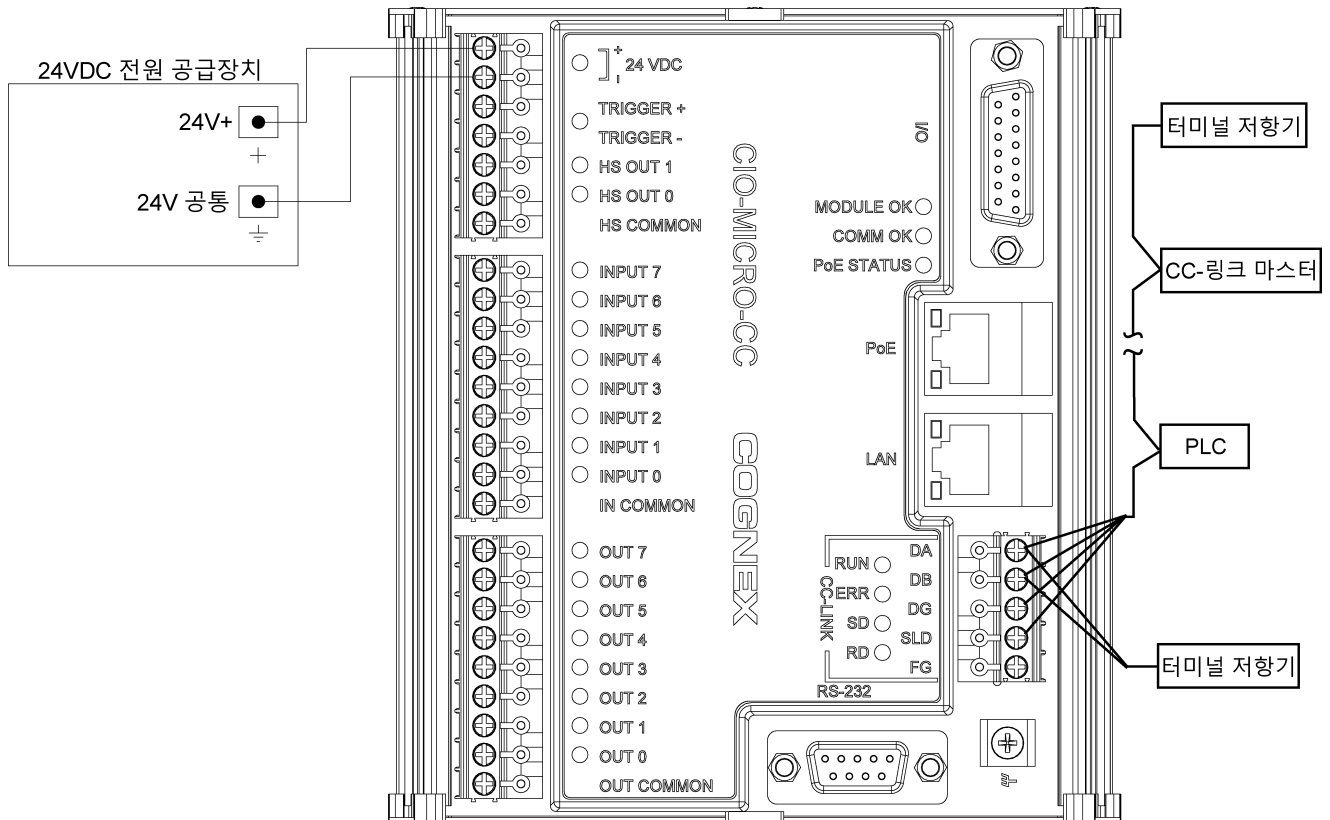 24VDC 전원 공급장치
24V+
24V 공통
24 VDC
TRIGGER +
TRIGGER -
HS OUT 1
HS OUT 0
HS COMMON
INPUT 7
INPUT 6
INPUT 5
INPUT 4
INPUT 3
INPUT 2
INPUT 1
INPUT 0
IN COMMON
OUT 7
OUT 6
OUT 5
OUT 4
OUT 3
OUT 2
OUT 1
OUT 0
OUT COMMON
CIO-MICRO-CC
COGNEX
I/O
MODULE OK
COMM OK
PoE STATUS
PoE
LAN
CC-LINK
RUN
ERR
SD
RD
DA
DB
DG
SLD
FG
RS-232
터미널 저항기
CC-링크 마스터
PLC
터미널 저항기